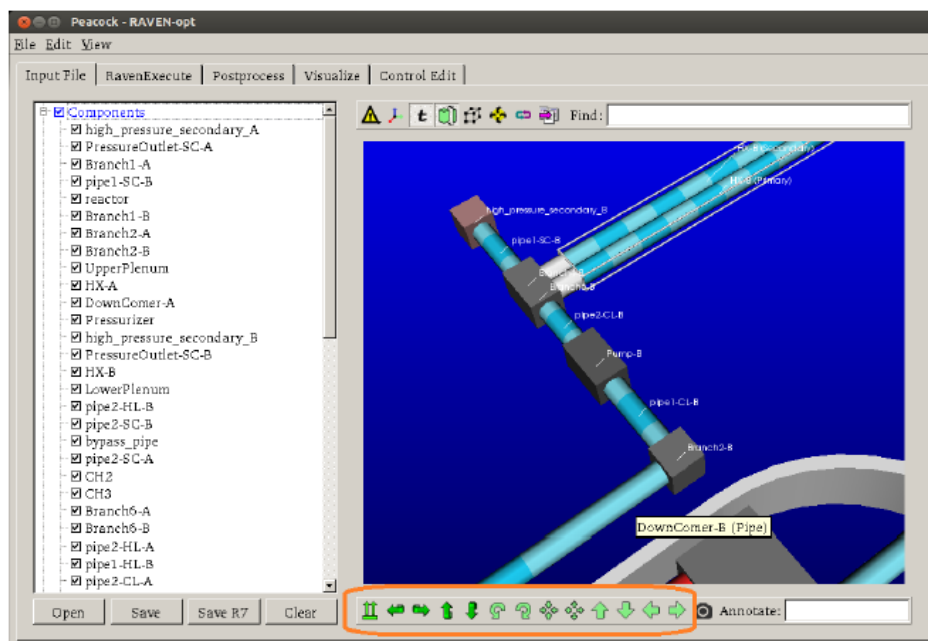 Peacock - RAVEN-opt
File Edit View
Input File RavenExecute Postprocess Visualize Control Edit
Components
high_pressure_secondary_A
PressureOutlet-SC-A
Branch1-A
pipe1-SC-B
reactor
Branch1-B
Branch2-A
Branch2-B
UpperPlenum
HX-A
DownComer-A
Pressurizer
high_pressure_secondary_B
PressureOutlet-SC-B
HX-B
LowerPlenum
pipe2-HL-B
pipe2-SC-B
bypass_pipe
pipe2-SC-A
CH2
CH3
Branch6-A
Branch6-B
pipe2-HL-A
pipe1-HL-B
pipe2-CL-A
Open Save Save R7 Clear
t Find:
HX-B (Primary)
high_pressure_secondary_B
pipe1-SC-B
pipe2-CL-B
Pump-B
pipe1-CL-B
Branch2-B
DownComer-B (Pipe)
Annotate: